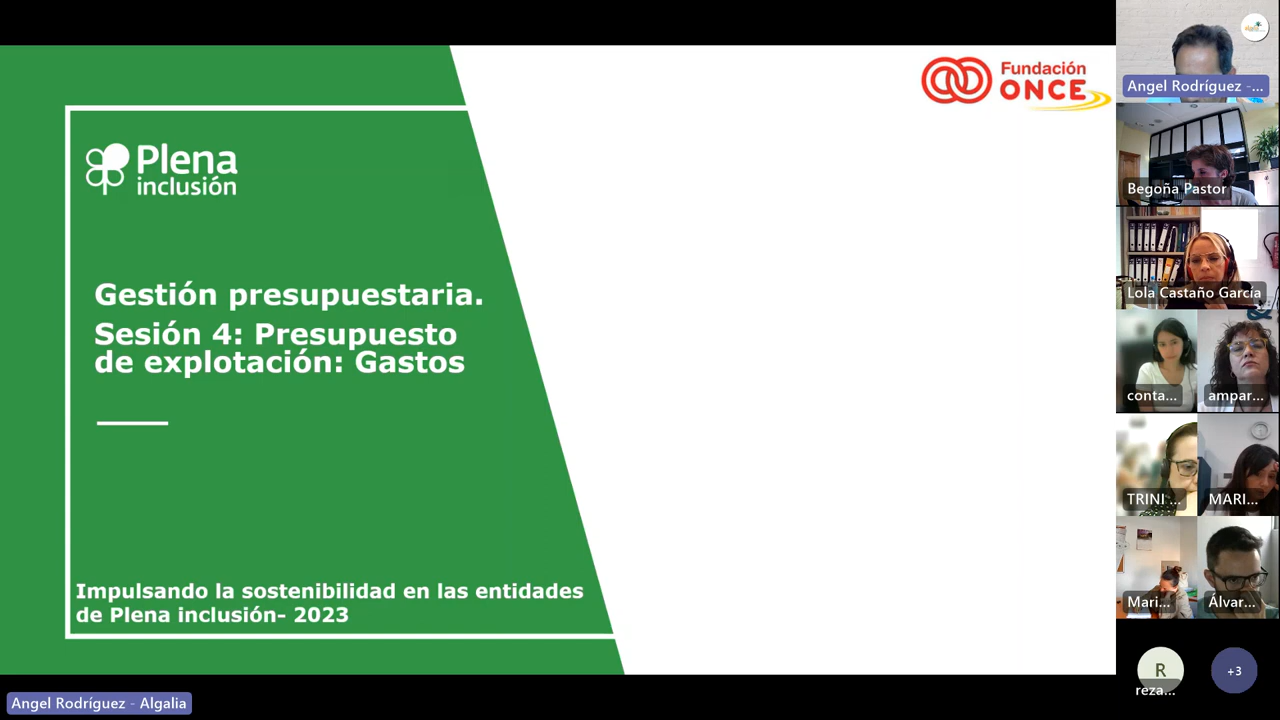 Fundación
ONCE
Plena
inclusión
Gestión presupuestaria.
Sesión 4: Presupuesto
de explotación: Gastos
Impulsando la sostenibilidad en las entidades
de Plena inclusión- 2023
Angel Rodríguez - Algalia
Angel Rodríguez -...
Begoña Pastor
Lola Castaño García
conta...
ampar...
TRINI ...
MARI...
Mari...
Álvar...
R
reza...
+3